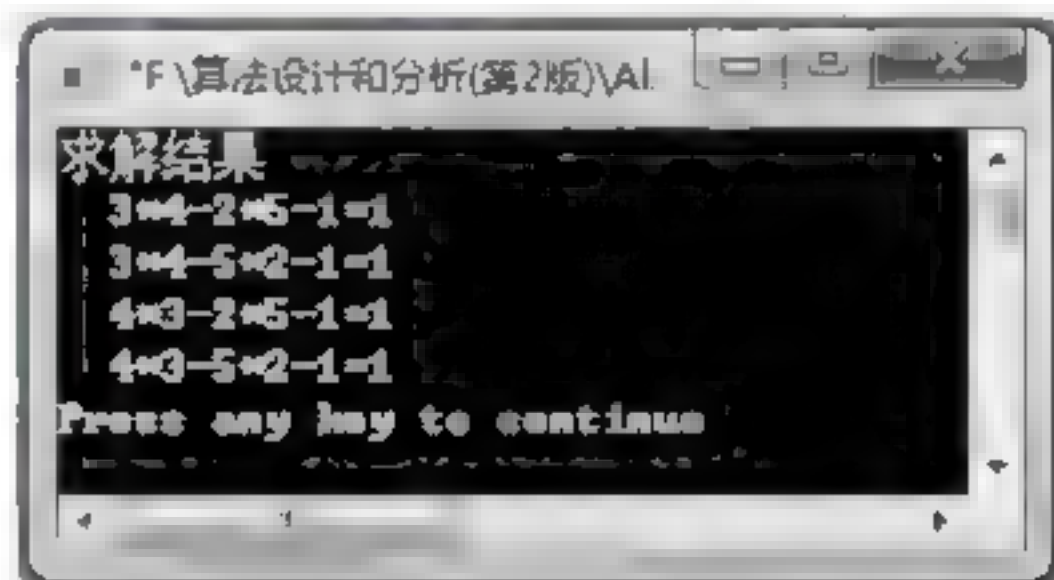 "F \算法设计和分析(第2版)\Al
求解结果
3*4-2*5-1=1
3*4-5*2-1=1
4*3-2*5-1=1
4*3-5*2-1=1
Press any key to continue